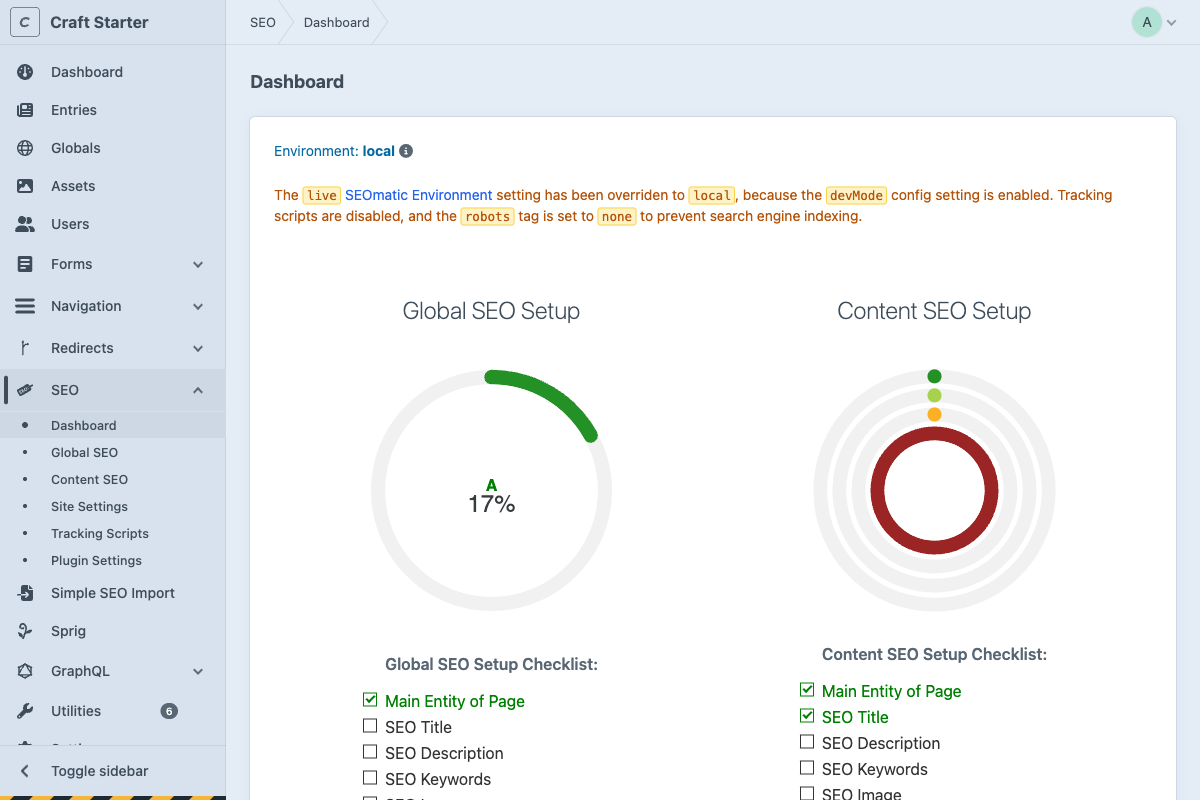 C Craft Starter
SEO
Dashboard
A
Dashboard
Entries
Globals
Assets
Users
Forms
Navigation
Redirects
SEO
Dashboard
Global SEO
Content SEO
Site Settings
Tracking Scripts
Plugin Settings
Simple SEO Import
Sprig
GraphQL
Utilities 6
Toggle sidebar
Dashboard
Environment: local
The live SEOmatic Environment setting has been overriden to local, because the devMode config setting is enabled. Tracking
scripts are disabled, and the robots tag is set to none to prevent search engine indexing.
Global SEO Setup
A
17%
Global SEO Setup Checklist:
Main Entity of Page
SEO Title
SEO Description
SEO Keywords
Content SEO Setup
Content SEO Setup Checklist:
Main Entity of Page
SEO Title
SEO Description
SEO Keywords
SEO Image